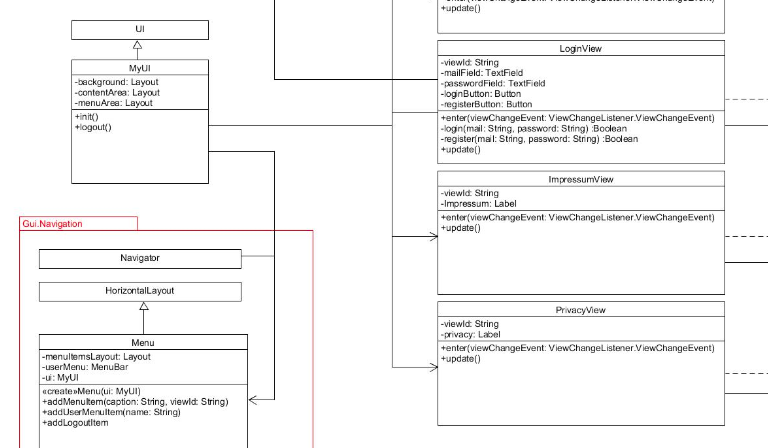 UI
MyUI
-background: Layout
-contentArea: Layout
-menuArea: Layout
+init()
+logout()
Gui.Navigation
Navigator
HorizontalLayout
Menu
-menuItemsLayout: Layout
-userMenu: MenuBar
-ui: MyUI
«create»Menu(ui: MyUI)
+addMenuItem(caption: String, viewId: String)
+addUserMenuItem(name: String)
+addLogoutItem
+enter(viewChangeEvent: ViewChangeListener.ViewChangeEvent)
+update()
LoginView
-viewId: String
-mailField: TextField
-passwordField: TextField
-loginButton: Button
-registerButton: Button
+enter(viewChangeEvent: ViewChangeListener.ViewChangeEvent)
-login(mail: String, password: String) :Boolean
-register(mail: String, password: String) :Boolean
+update()
ImpressumView
-viewId: String
-Impressum: Label
+enter(viewChangeEvent: ViewChangeListener.ViewChangeEvent)
+update()
PrivacyView
-viewId: String
-privacy: Label
+enter(viewChangeEvent: ViewChangeListener.ViewChangeEvent)
+update()